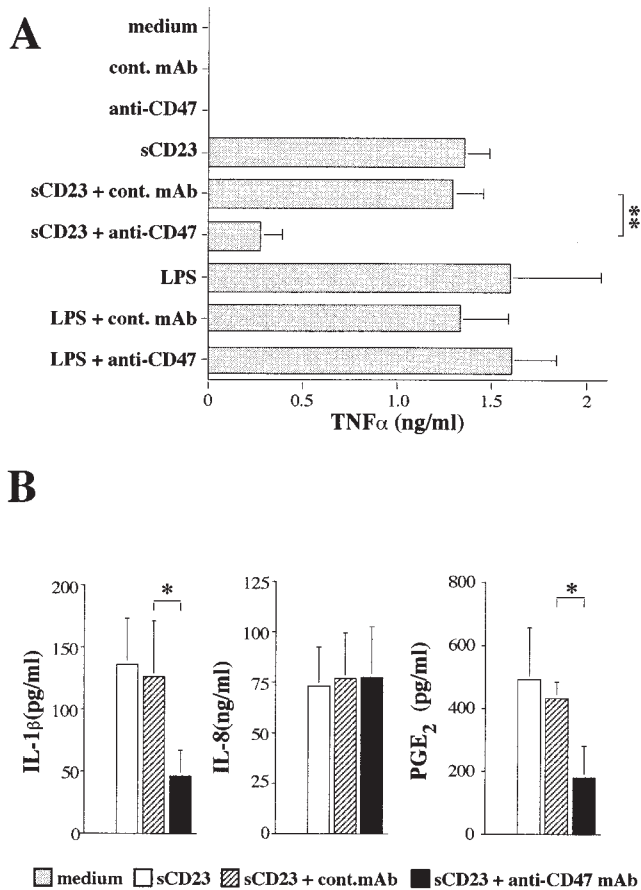 A
medium
cont. mAb
anti-CD47
sCD23
sCD23 + cont. mAb
sCD23 + anti-CD47
**
LPS
LPS + cont. mAb
LPS + anti-CD47
0 0.5 1 1.5 2
TNFα (ng/ml)
B
IL-1β(pg/ml)
200
150
100
50
0
*
IL-8(ng/ml)
125
100
75
50
25
0
PGE2 (pg/ml)
800
600
400
200
0
*
medium sCD23 sCD23 + cont.mAb sCD23 + anti-CD47 mAb